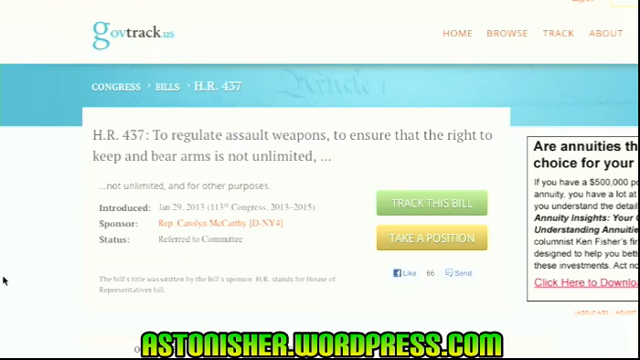 govtrack.us
HOME BROWSE TRACK ABOUT
CONGRESS BILLS H.R. 437
Article I
H.R. 437: To regulate assault weapons, to ensure that the right to
keep and bear arms is not unlimited, ...
...not unlimited, and for other purposes.
Introduced: Jan 29, 2013 (113th Congress, 2013–2015)
Sponsor: Rep. Carolyn McCarthy [D-NY4]
Status: Referred to Committee
TRACK THIS BILL
TAKE A POSITION
Like 66 Send
The bill's title was written by the bill's sponsor. H.R. stands for House of
Representatives bill.
Are annuities th
choice for your
If you have a $500,000 po
annuity, you have a lot at
you understand the detai
Annuity Insights: Your G
Understanding Annuitie
columnist Ken Fisher's fir
designed to help you bett
these investments. Act no
Click Here to Downlo
ASTONISHER.WORDPRESS.COM